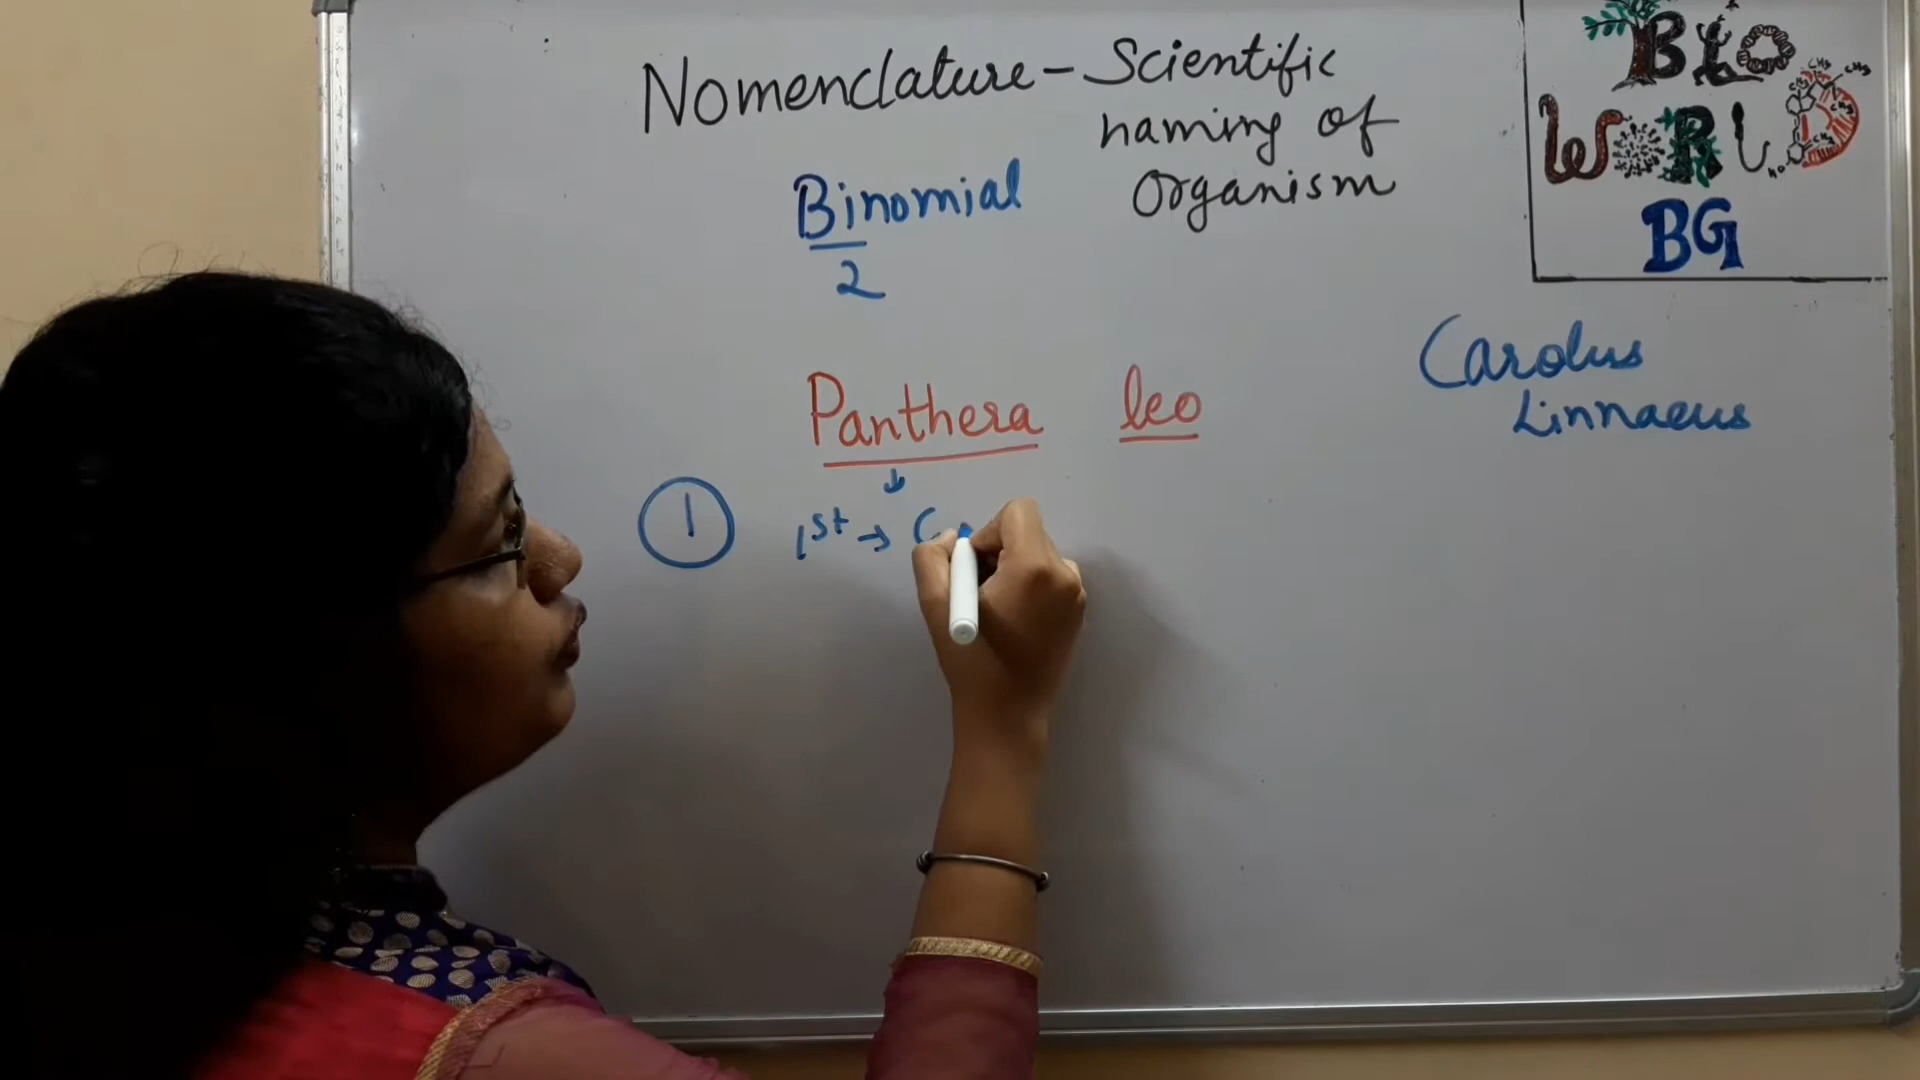 Nomenclature - Scientific
naming of
Organism
Binomial
2
Panthera leo
1
1st → C
Carolus
Linnaeus
BIO
WORLD
BG